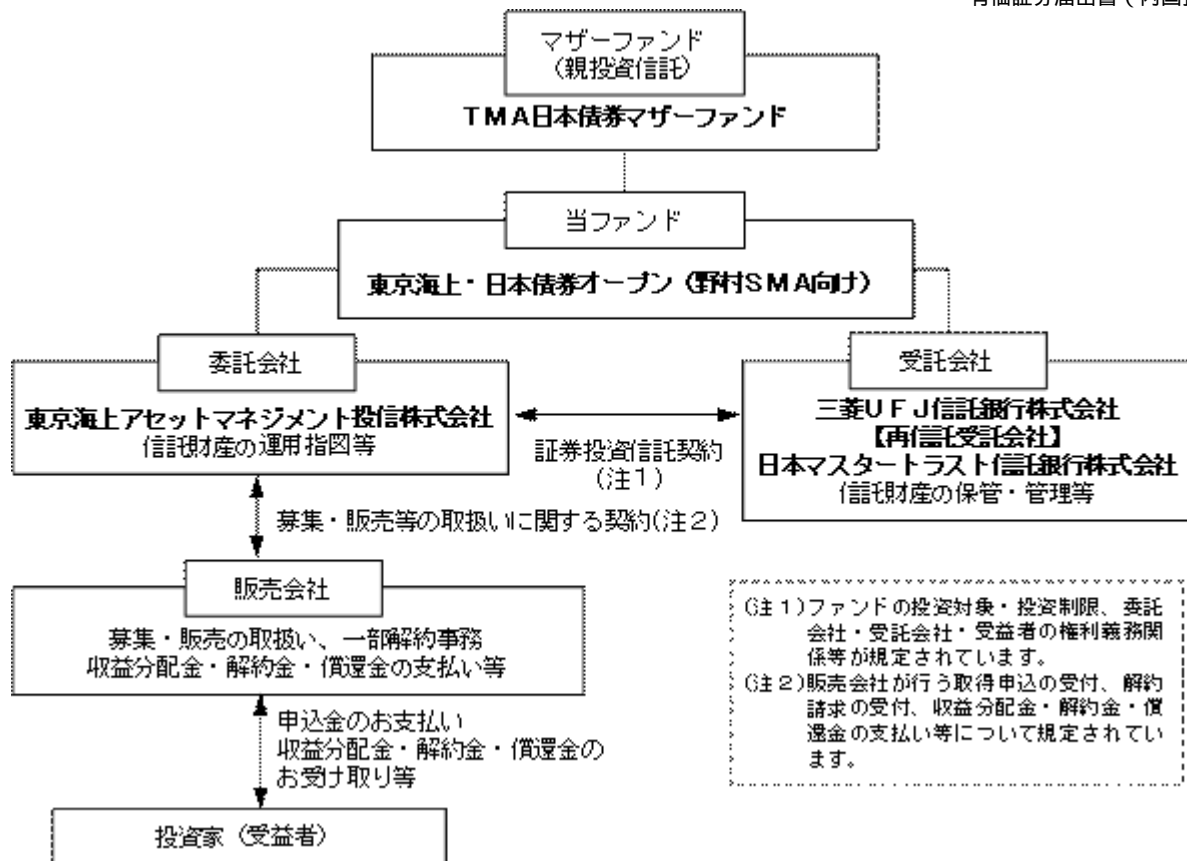 マザーファンド
(親投資信託)
TMA日本債券マザーファンド
当ファンド
東京海上・日本債券オープン(野村SMA向け)
委託会社
東京海上アセットマネジメント投信株式会社
信託財産の運用指図等
証券投資信託契約
(注1)
受託会社
三菱UFJ信託銀行株式会社
【再信託受託会社】
日本マスタートラスト信託銀行株式会社
信託財産の保管・管理等
募集・販売等の取扱いに関する契約(注2)
販売会社
募集・販売の取扱い、一部解約事務
収益分配金・解約金・償還金の支払い等
申込金のお支払い
収益分配金・解約金・償還金の
お受け取り等
投資家(受益者)
(注1)ファンドの投資対象・投資制限、委託
会社・受託会社・受益者の権利義務関
係等が規定されています。
(注2)販売会社が行う取得申込の受付、解約
請求の受付、収益分配金・解約金・償
還金の支払い等について規定されてい
ます。